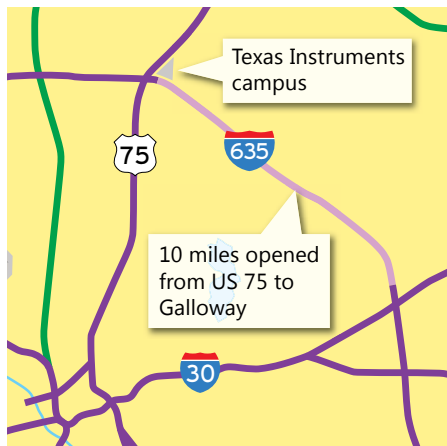 Texas Instruments
campus
75
635
10 miles opened
from US 75 to
Galloway
30